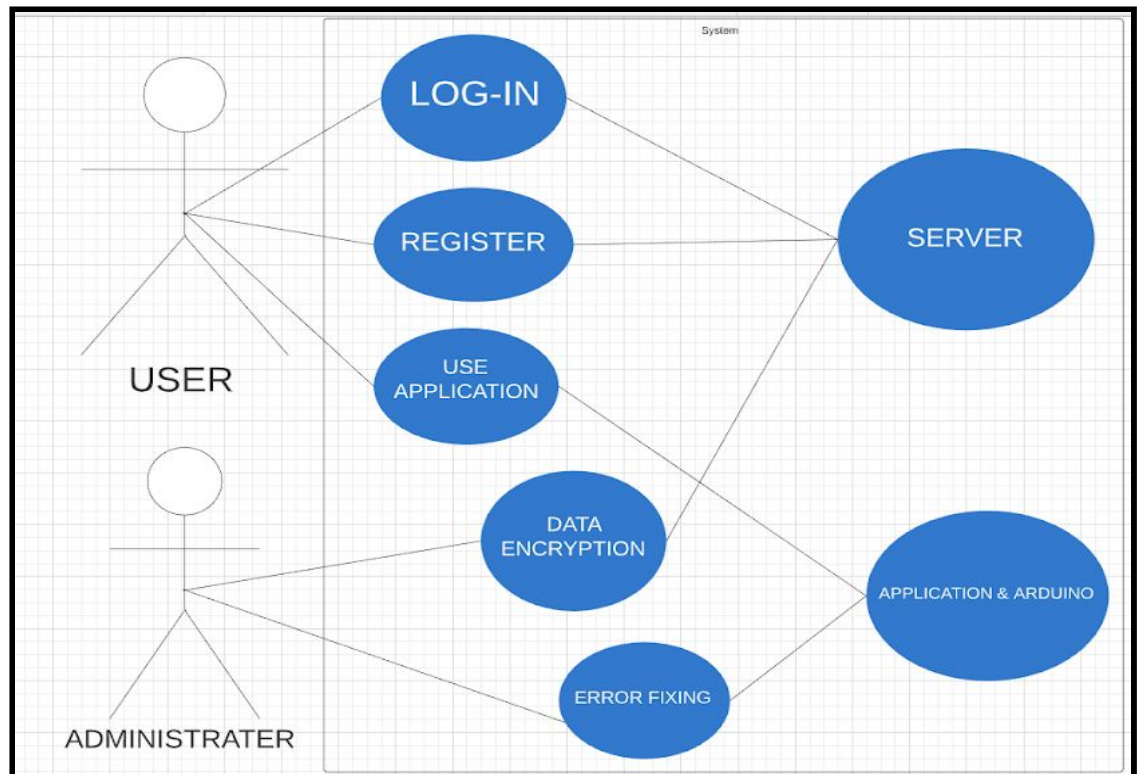 System
LOG-IN
REGISTER
SERVER
USE
APPLICATION
USER
DATA
ENCRYPTION
APPLICATION & ARDUINO
ERROR FIXING
ADMINISTRATER